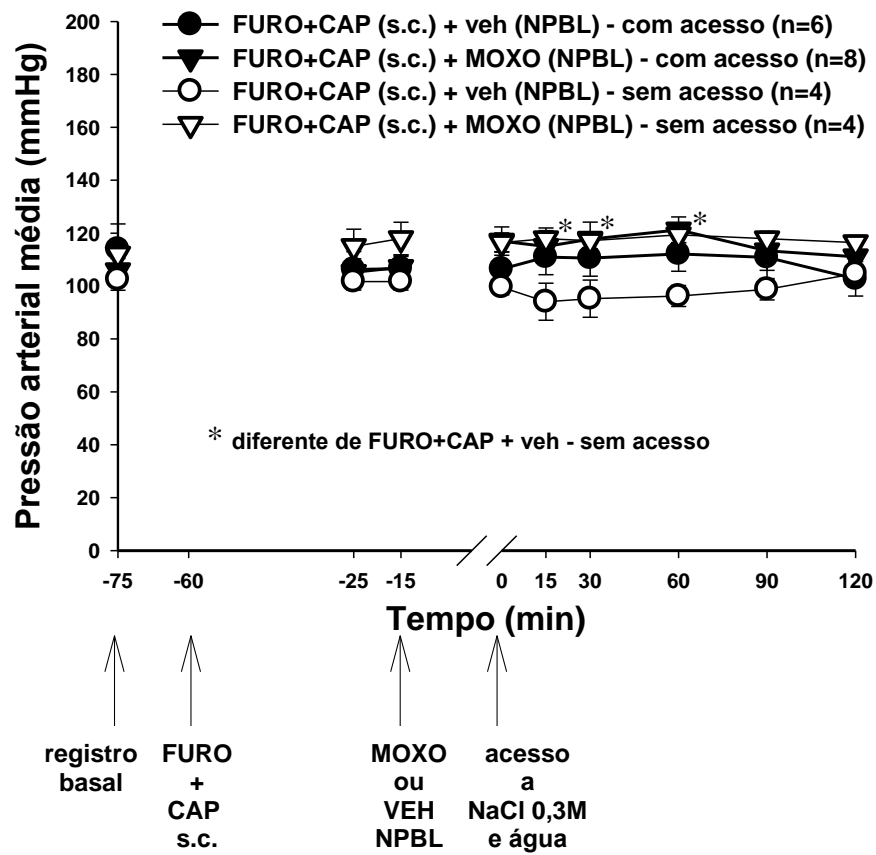 FURO+CAP (s.c.) + veh (NPBL) - com acesso (n=6)
FURO+CAP (s.c.) + MOXO (NPBL) - com acesso (n=8)
FURO+CAP (s.c.) + veh (NPBL) - sem acesso (n=4)
FURO+CAP (s.c.) + MOXO (NPBL) - sem acesso (n=4)
Pressão arterial média (mmHg)
200
180
160
140
120
100
80
60
40
20
0
* * *
* diferente de FURO+CAP + veh - sem acesso
-75 -60 -25 -15 0 15 30 60 90 120
Tempo (min)
registro
basal
FURO
+
CAP
s.c.
MOXO
ou
VEH
NPBL
acesso
a
NaCl 0,3M
e água